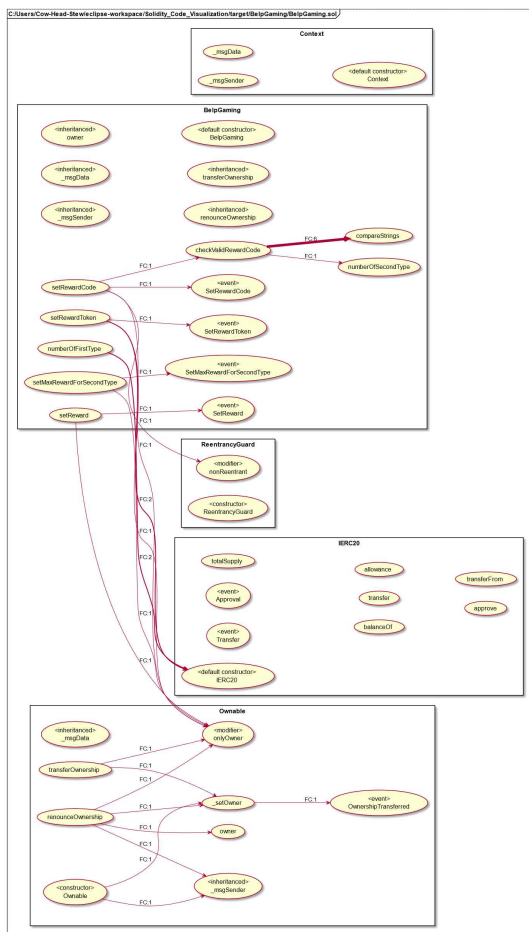 C:/Users/Cow-Head-Stew/eclipse-workspace/Solidity_Code_Visualization/target/BelpGaming/BelpGaming.sol
Context
_msgData
_msgSender
<default constructor>
Context
BelpGaming
<inheritanced>
owner
<default constructor>
BelpGaming
<inheritanced>
_msgData
<inheritanced>
transferOwnership
<inheritanced>
_msgSender
<inheritanced>
renounceOwnership
compareStrings
FC:6
checkValidRewardCode
FC:1
numberOfSecondType
FC:1
setRewardCode
FC:1
<event>
SetRewardCode
setRewardToken
FC:1
<event>
SetRewardToken
numberOfFirstType
<event>
SetMaxRewardForSecondType
FC:1
setMaxRewardForSecondType
FC:1
setReward
<event>
SetReward
FC:1
FC:1
ReentrancyGuard
<modifier>
nonReentrant
<constructor>
ReentrancyGuard
FC:1
FC:2
FC:1
FC:2
FC:1
FC:1
IERC20
totalSupply
allowance
transferFrom
<event>
Approval
transfer
approve
<event>
Transfer
balanceOf
<default constructor>
IERC20
Ownable
<inheritanced>
_msgData
<modifier>
onlyOwner
FC:1
transferOwnership
FC:1
FC:1
_setOwner
FC:1
<event>
OwnershipTransferred
renounceOwnership
FC:1
FC:1
owner
FC:1
FC:1
<constructor>
Ownable
FC:1
<inheritanced>
_msgSender